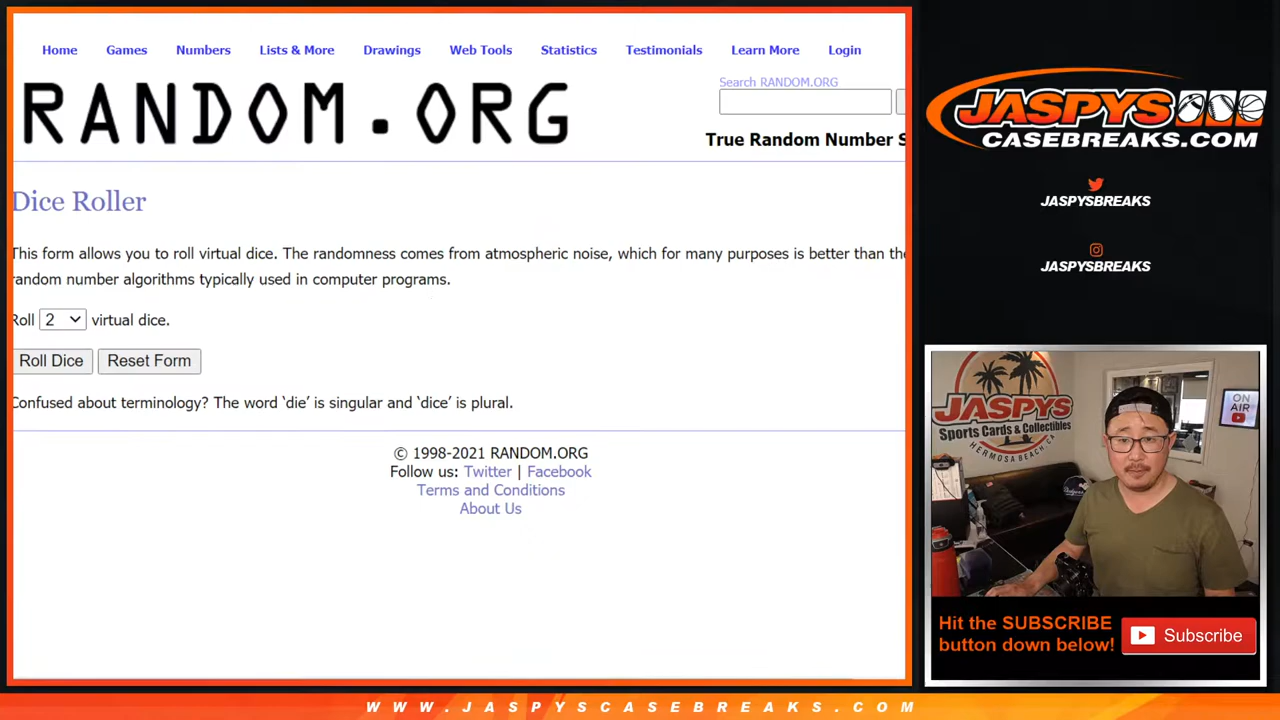 Home Games Numbers Lists & More Drawings Web Tools Statistics Testimonials Learn More Login
RANDOM.ORG
Search RANDOM.ORG
True Random Number S
Dice Roller
This form allows you to roll virtual dice. The randomness comes from atmospheric noise, which for many purposes is better than the
random number algorithms typically used in computer programs.
Roll 2 virtual dice.
Roll Dice Reset Form
Confused about terminology? The word ‘die’ is singular and ‘dice’ is plural.
© 1998-2021 RANDOM.ORG
Follow us: Twitter | Facebook
Terms and Conditions
About Us
JASPYS
CASEBREAKS.COM
JASPYSBREAKS
JASPYSBREAKS
JASPYS
Sports Cards & Collectibles
HERMOSA BEACH, CA
ON
AIR
Hit the SUBSCRIBE
button down below!
Subscribe
WWW.JASPYSCASEBREAKS.COM